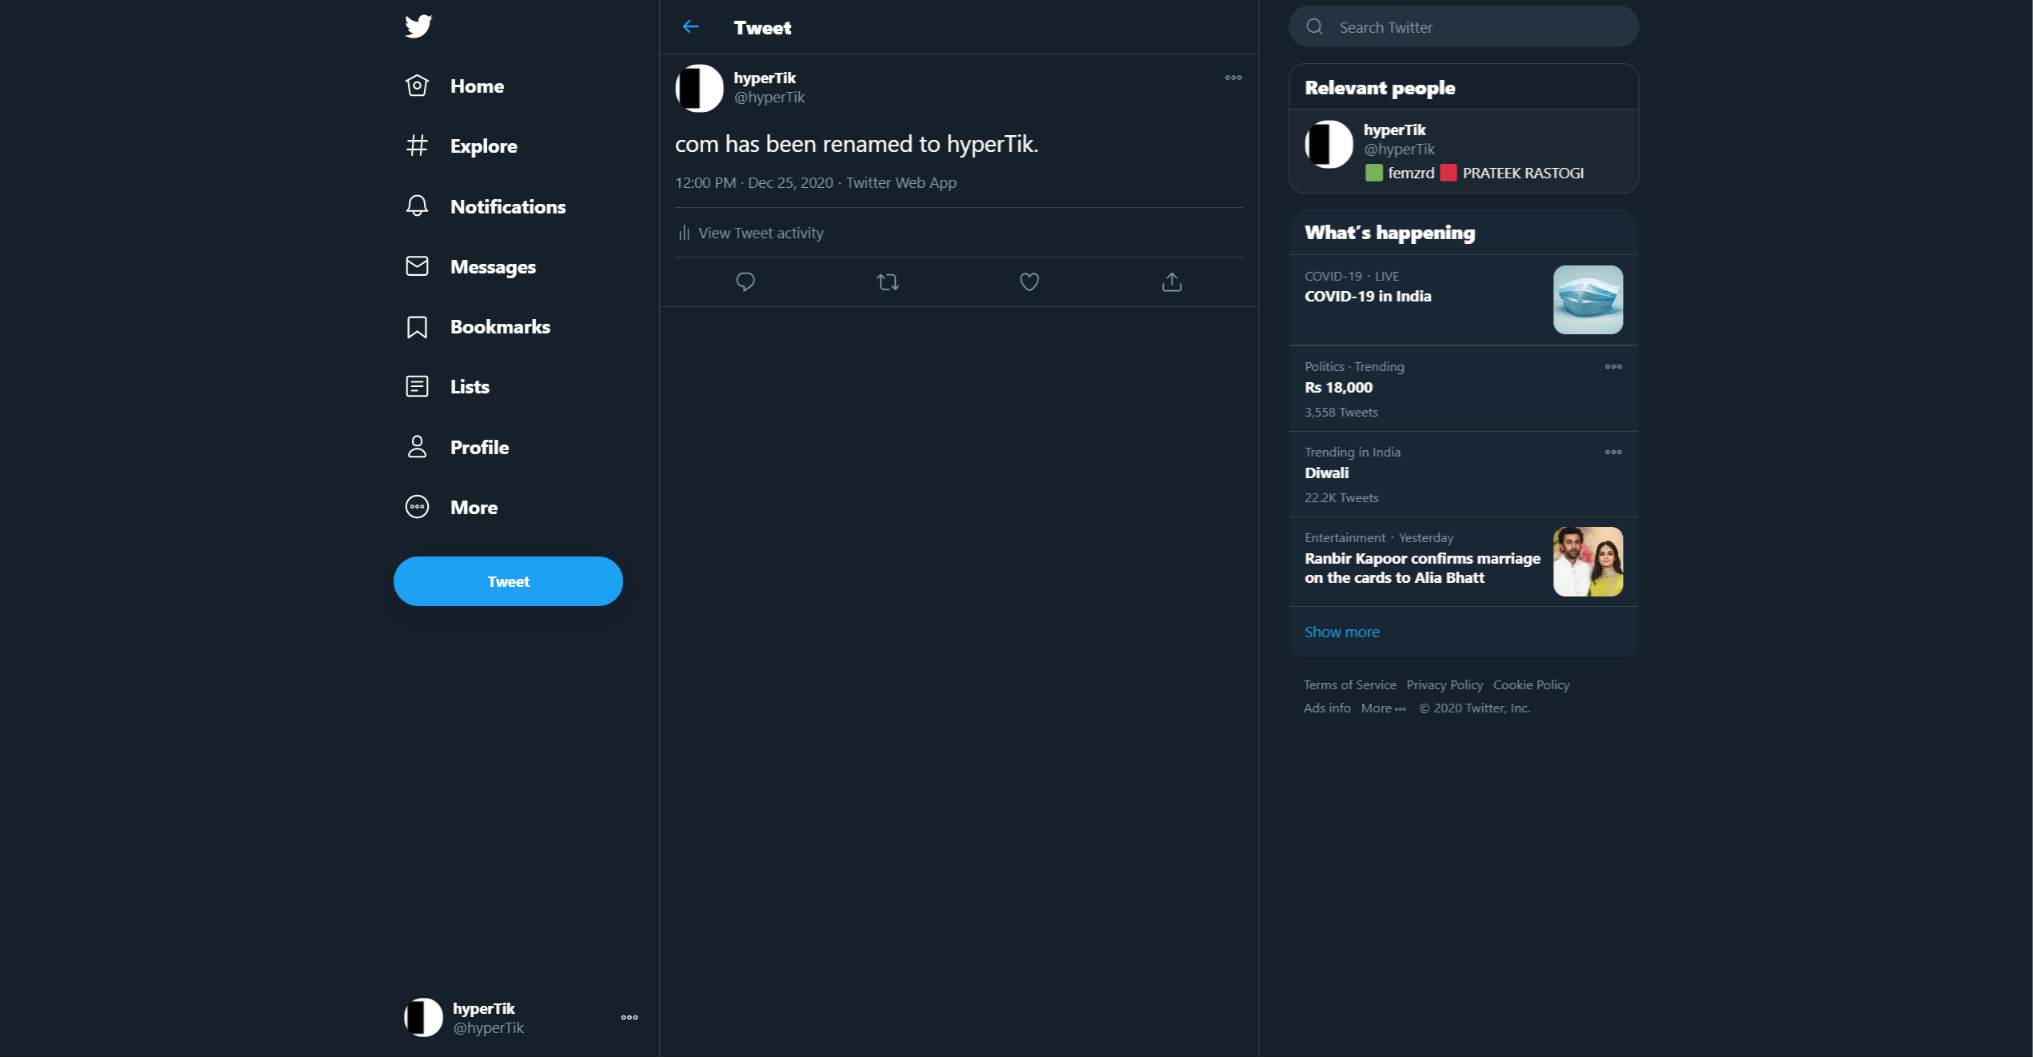 Home
Explore
Notifications
Messages
Bookmarks
Lists
Profile
More
Tweet
hyperTik
@hyperTik
Tweet
hyperTik
@hyperTik
com has been renamed to hyperTik.
12:00 PM · Dec 25, 2020 · Twitter Web App
View Tweet activity
Search Twitter
Relevant people
hyperTik
@hyperTik
🟩 femzrd 🟥 PRATEEK RASTOGI
What's happening
COVID-19 · LIVE
COVID-19 in India
Politics · Trending
Rs 18,000
3,558 Tweets
Trending in India
Diwali
22.2K Tweets
Entertainment · Yesterday
Ranbir Kapoor confirms marriage
on the cards to Alia Bhatt
Show more
Terms of Service Privacy Policy Cookie Policy
Ads info More ••• © 2020 Twitter, Inc.